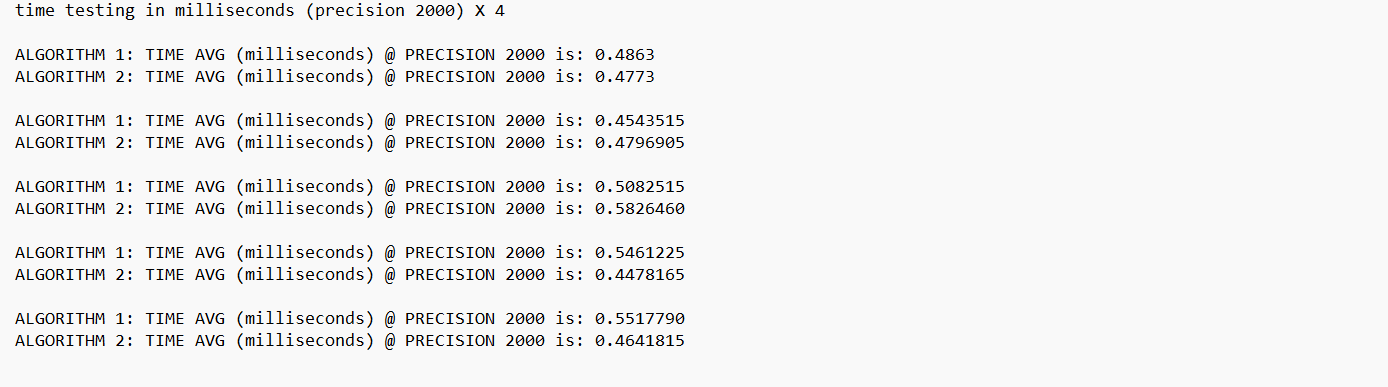 time testing in milliseconds (precision 2000) X 4
ALGORITHM 1: TIME AVG (milliseconds) @ PRECISION 2000 is: 0.4863
ALGORITHM 2: TIME AVG (milliseconds) @ PRECISION 2000 is: 0.4773
ALGORITHM 1: TIME AVG (milliseconds) @ PRECISION 2000 is: 0.4543515
ALGORITHM 2: TIME AVG (milliseconds) @ PRECISION 2000 is: 0.4796905
ALGORITHM 1: TIME AVG (milliseconds) @ PRECISION 2000 is: 0.5082515
ALGORITHM 2: TIME AVG (milliseconds) @ PRECISION 2000 is: 0.5826460
ALGORITHM 1: TIME AVG (milliseconds) @ PRECISION 2000 is: 0.5461225
ALGORITHM 2: TIME AVG (milliseconds) @ PRECISION 2000 is: 0.4478165
ALGORITHM 1: TIME AVG (milliseconds) @ PRECISION 2000 is: 0.5517790
ALGORITHM 2: TIME AVG (milliseconds) @ PRECISION 2000 is: 0.4641815